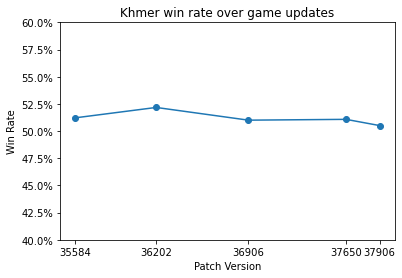 Khmer win rate over game updates
60.0%
57.5%
55.0%
52.5%
50.0%
47.5%
45.0%
42.5%
40.0%
Win Rate
35584 36202 36906 37650 37906
Patch Version